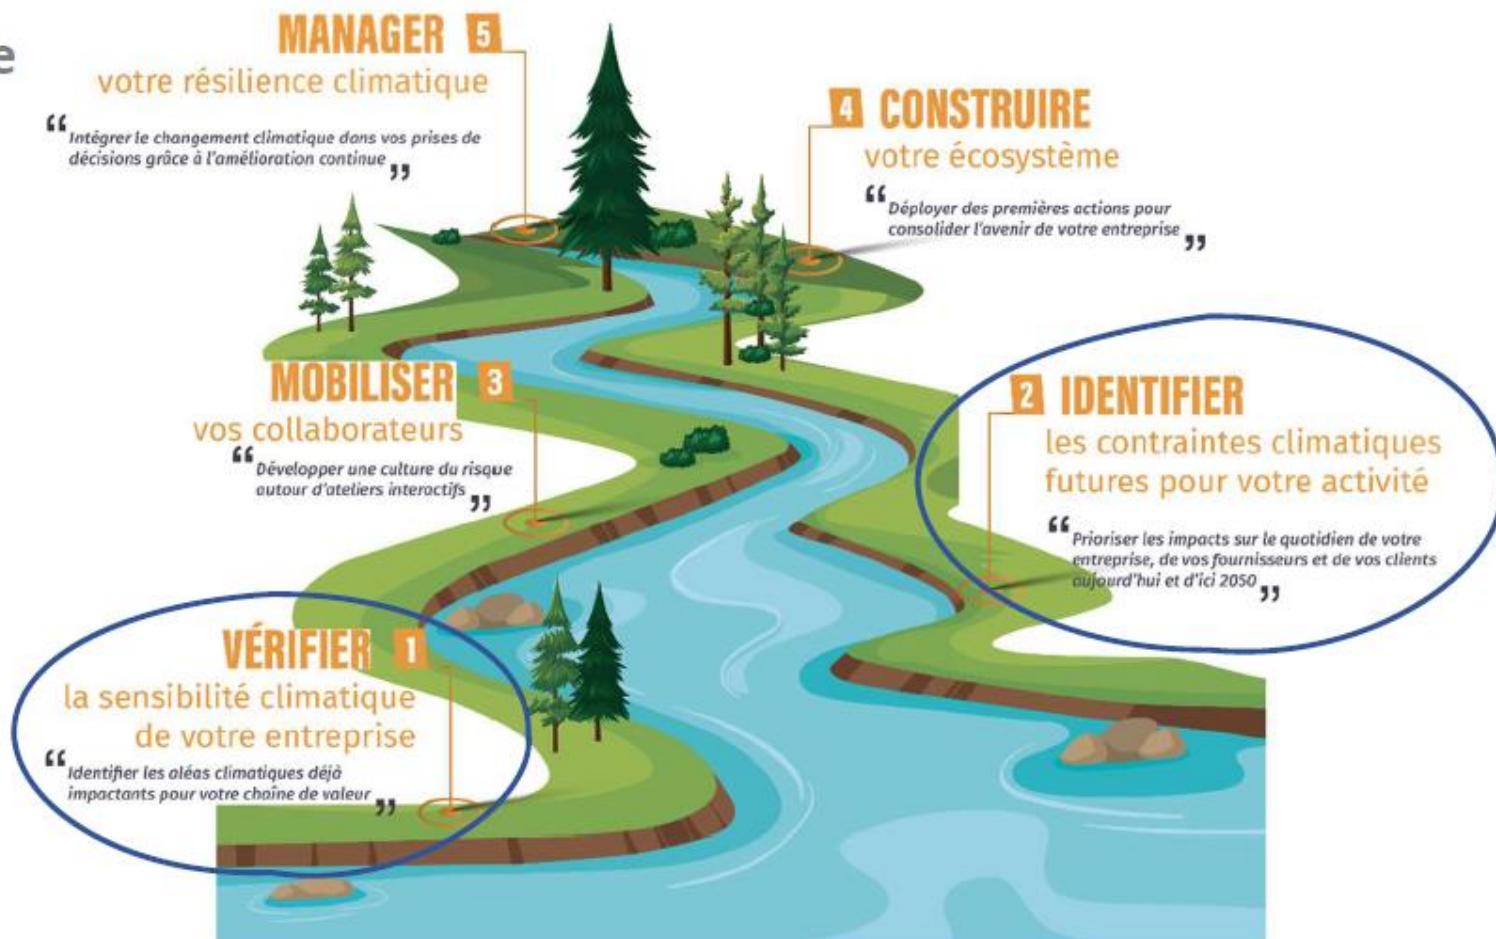 e
MANAGER 5
votre résilience climatique
“ Intégrer le changement climatique dans vos prises de
décisions grâce à l'amélioration continue ”
4 CONSTRUIRE
votre écosystème
“ Déployer des premières actions pour
consolider l'avenir de votre entreprise ”
MOBILISER 3
vos collaborateurs
“ Développer une culture du risque
autour d'ateliers interactifs ”
2 IDENTIFIER
les contraintes climatiques
futures pour votre activité
“ Prioriser les impacts sur le quotidien de votre
entreprise, de vos fournisseurs et de vos clients
aujourd'hui et d'ici 2050 ”
VÉRIFIER 1
la sensibilité climatique
de votre entreprise
“ Identifier les aléas climatiques déjà
impactants pour votre chaîne de valeur ”